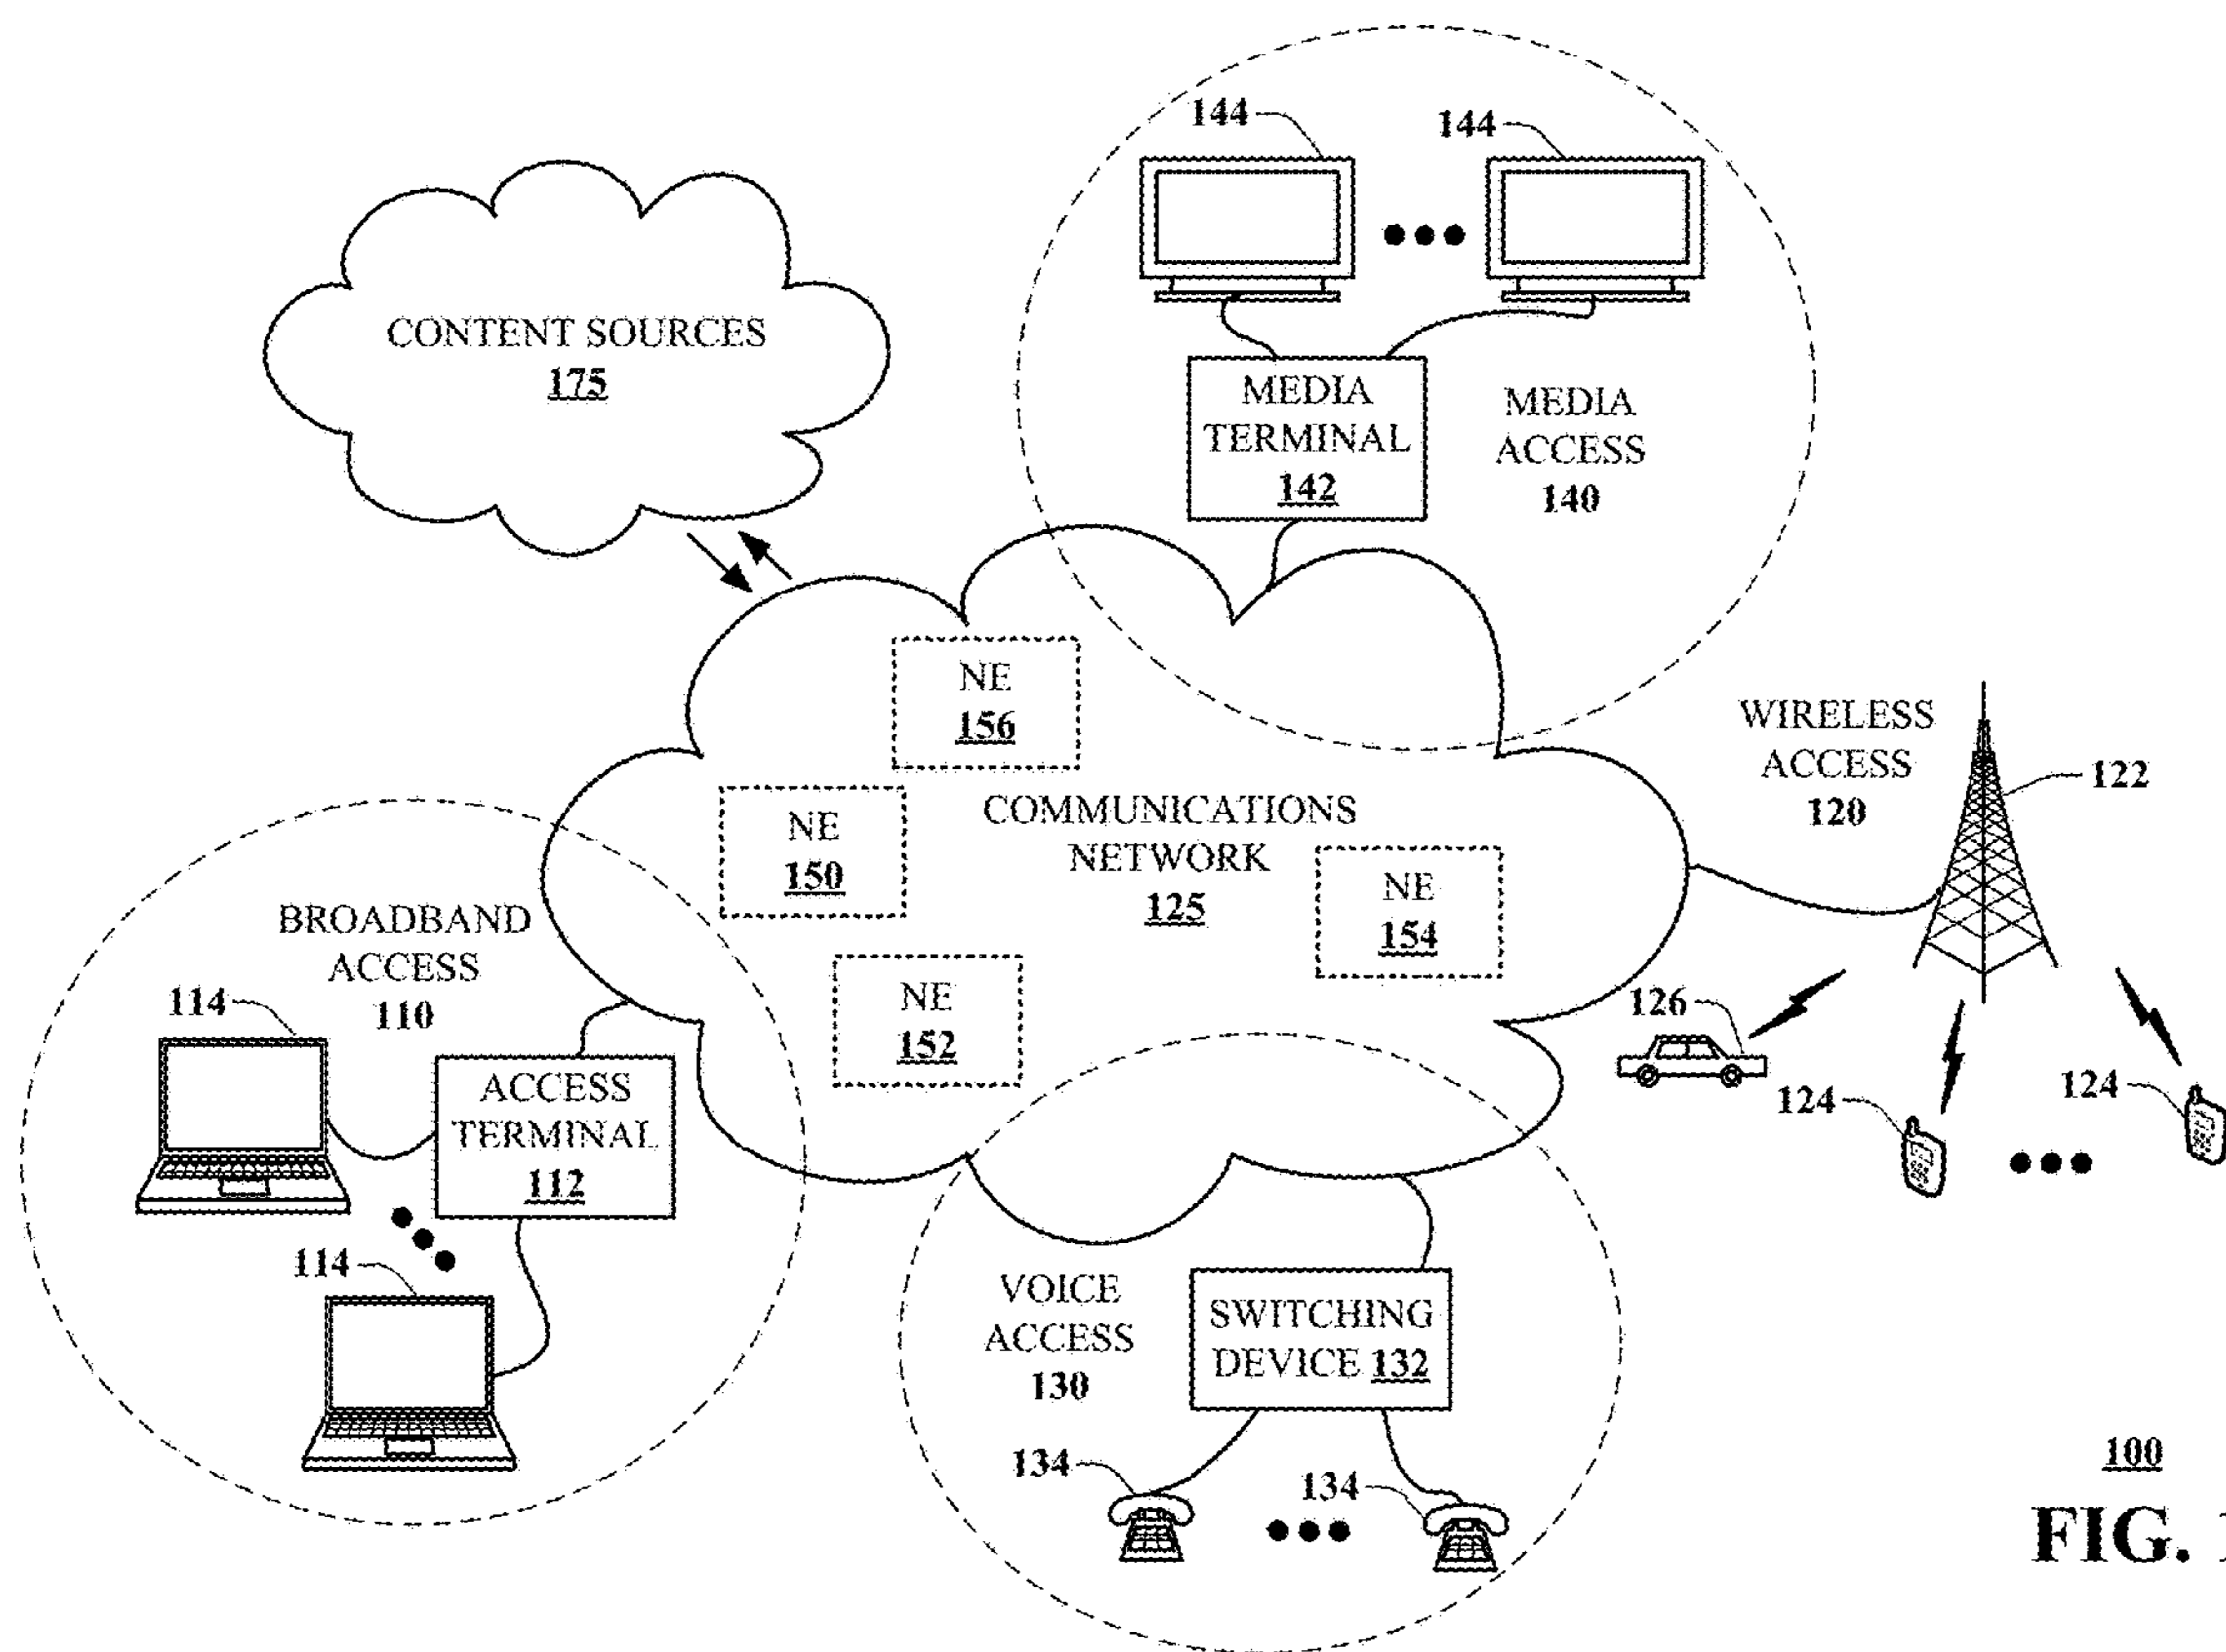 144
144
CONTENT SOURCES
175
MEDIA
TERMINAL
142
MEDIA
ACCESS
140
NE
156
WIRELESS
ACCESS
120
122
NE
150
COMMUNICATIONS
NETWORK
125
NE
154
BROADBAND
ACCESS
110
114
NE
152
126
124
124
ACCESS
TERMINAL
112
114
VOICE
ACCESS
130
SWITCHING
DEVICE 132
134
134
100
FIG.